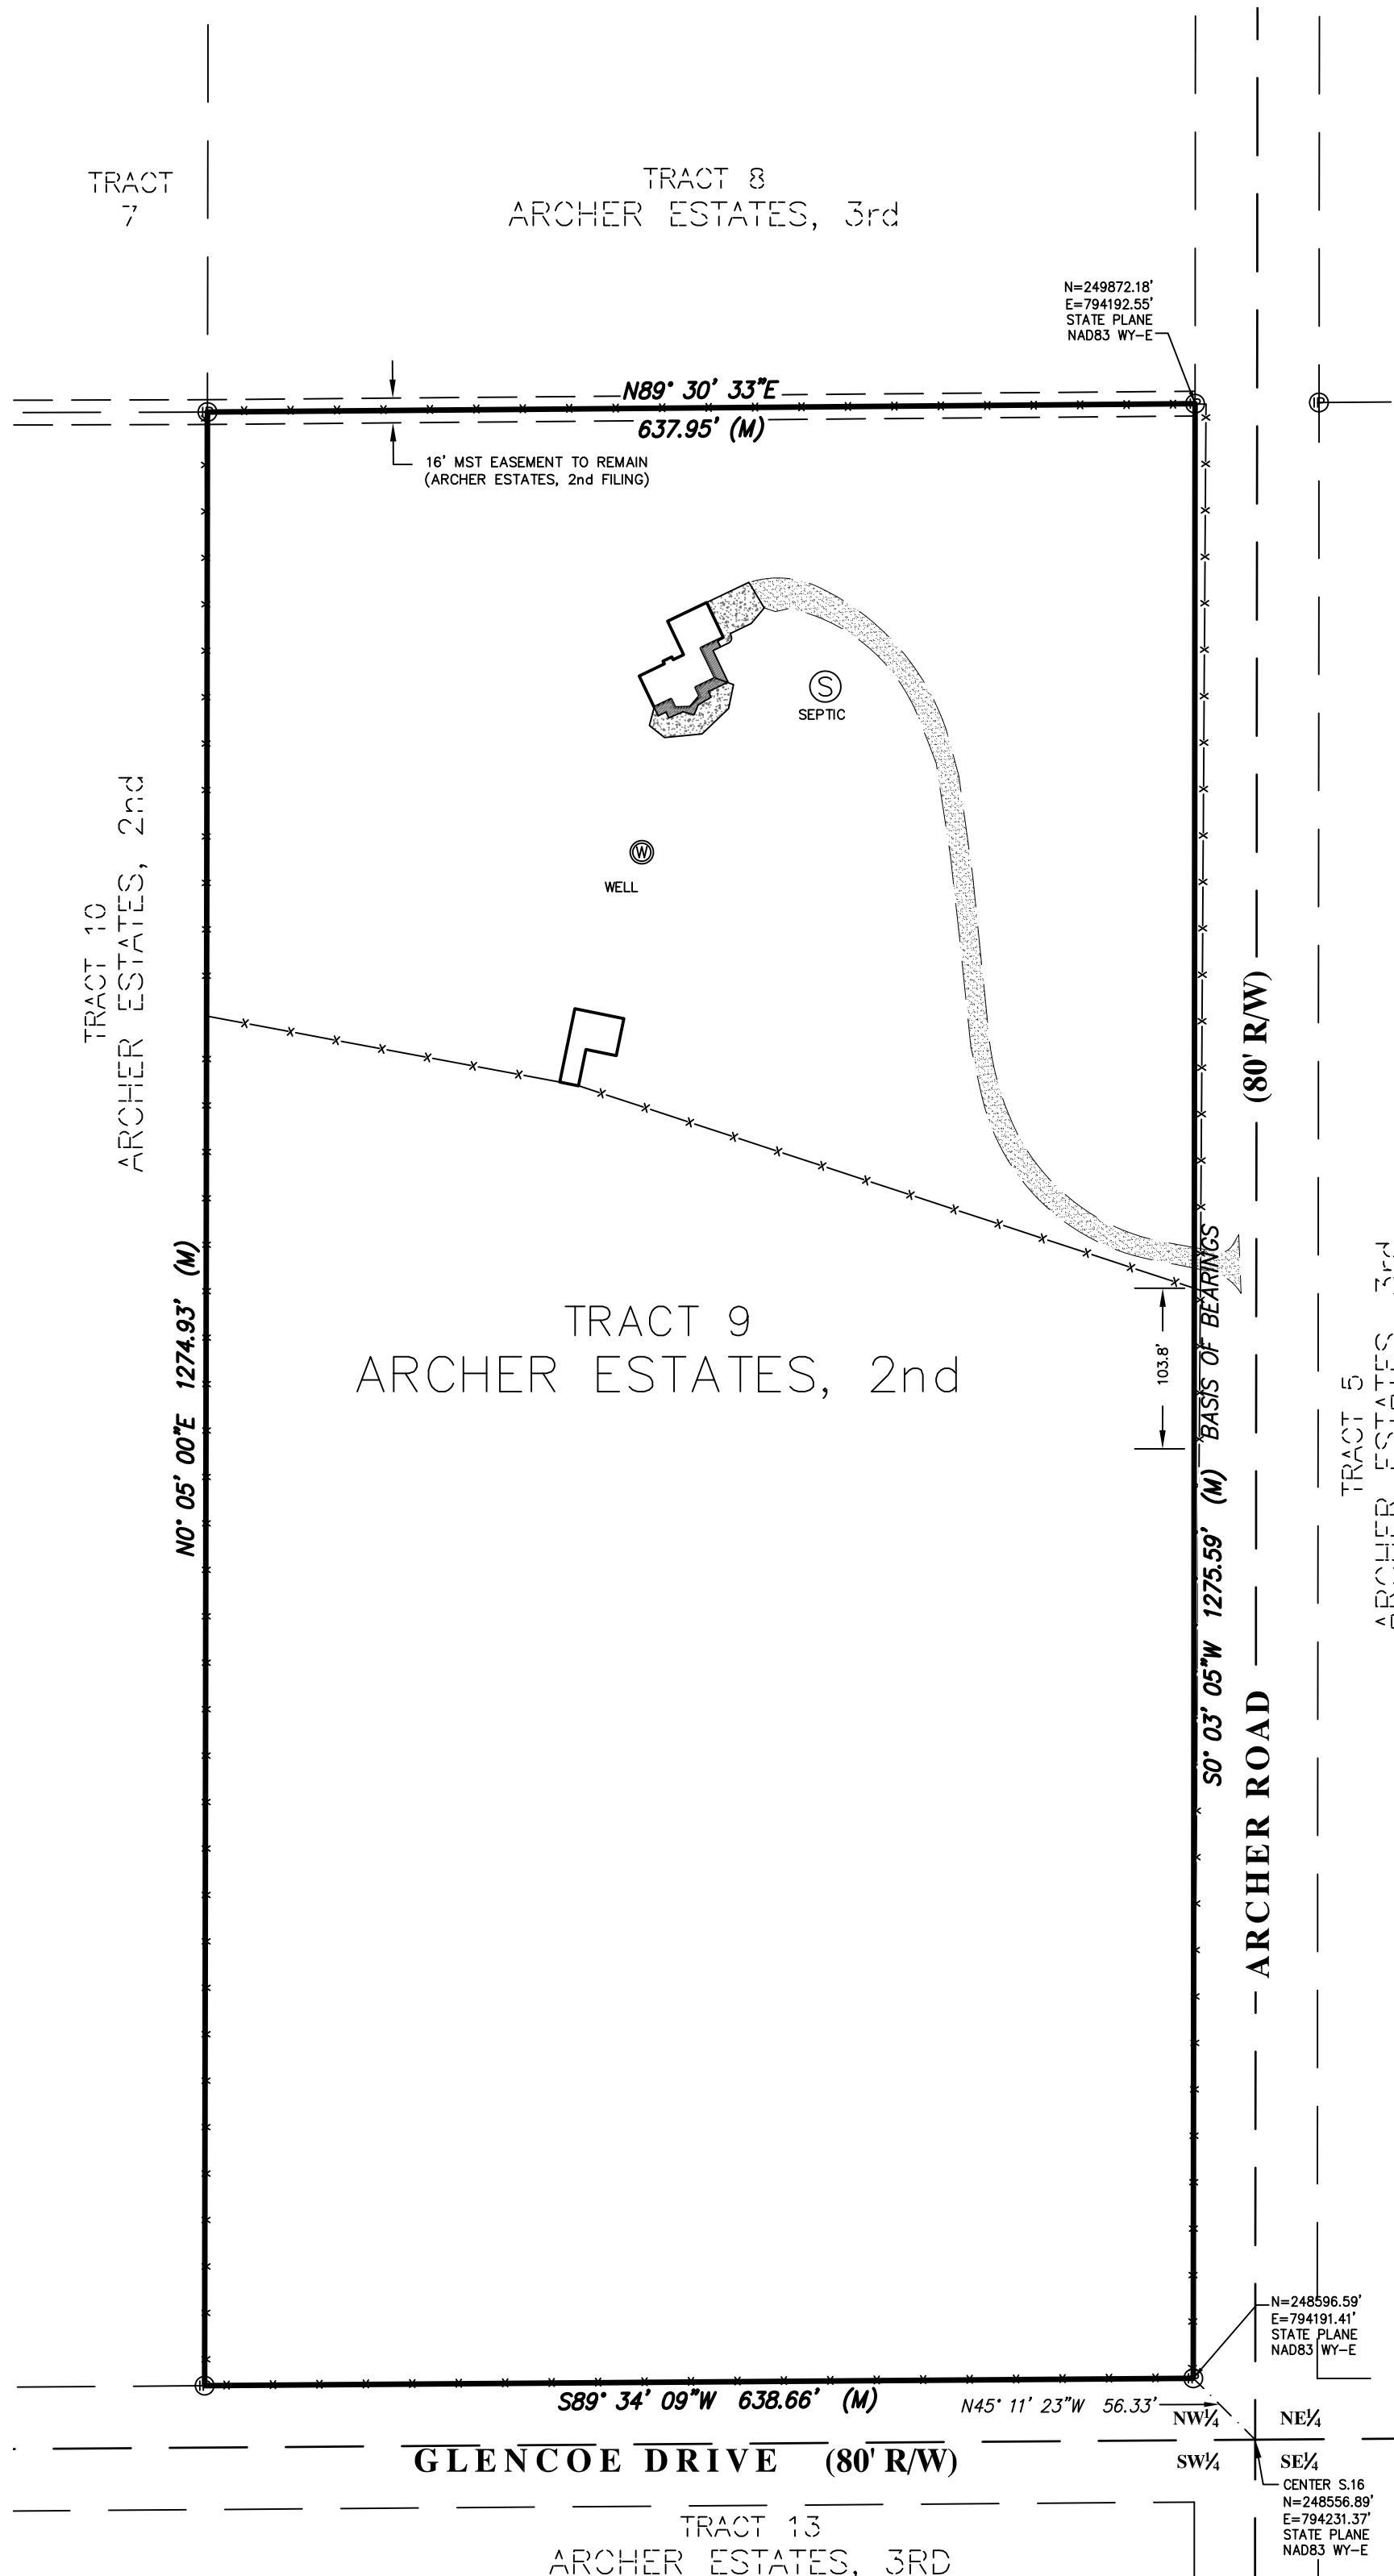 TRACT
7
TRACT 8
ARCHER ESTATES, 3rd
N=249872.18'
E=794192.55'
STATE PLANE
NAD83 WY-E
N89° 30' 33"E
637.95' (M)
16' MST EASEMENT TO REMAIN
(ARCHER ESTATES, 2nd FILING)
S
SEPTIC
W
WELL
TRACT 10
ARCHER ESTATES, 2nd
(80' R/W)
N0° 05' 00"E 1274.93' (M)
TRACT 9
ARCHER ESTATES, 2nd
103.8'
S0° 03' 05"W 1275.59' (M) BASIS OF BEARINGS
ARCHER ROAD
TRACT 5
ARCHER ESTATES, 3rd
N=248596.59'
E=794191.41'
STATE PLANE
NAD83 WY-E
S89° 34' 09"W 638.66' (M)
N45° 11' 23"W 56.33'
NW1/4 NE1/4
GLENCOE DRIVE (80' R/W)
SW1/4 SE1/4
CENTER S.16
N=248556.89'
E=794231.37'
STATE PLANE
NAD83 WY-E
TRACT 13
ARCHER ESTATES, 3RD